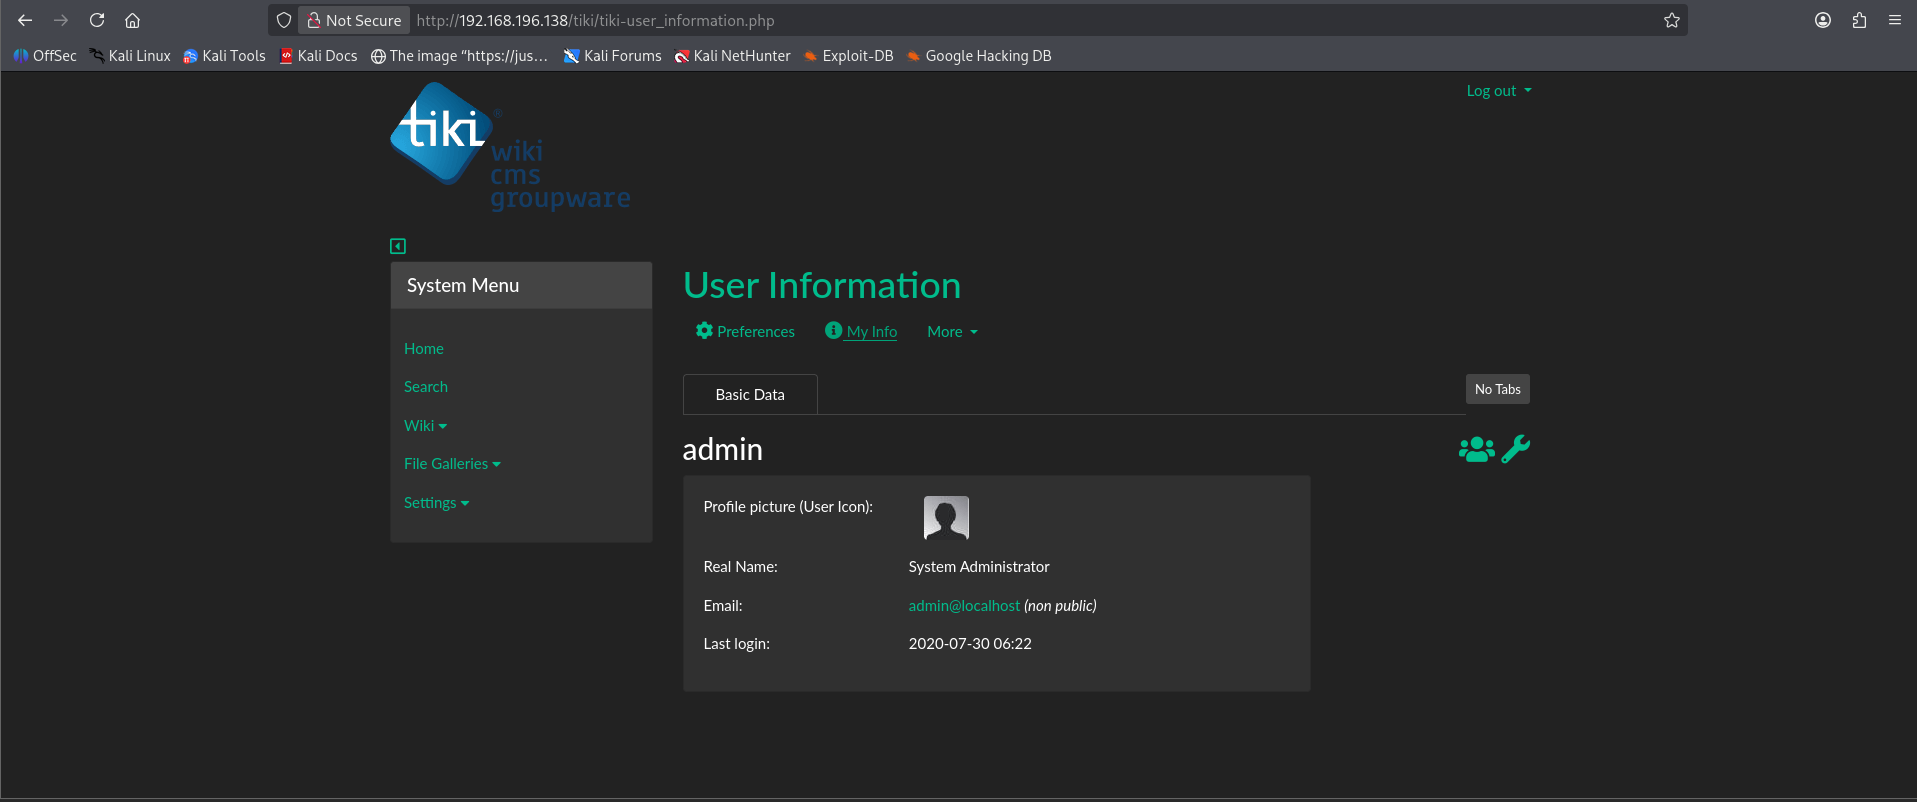 Not Secure http://192.168.196.138/tiki/tiki-user_information.php
OffSec Kali Linux Kali Tools Kali Docs The image "https://jus... Kali Forums Kali NetHunter Exploit-DB Google Hacking DB
Log out
tiki®
wiki
cms
groupware
System Menu
Home
Search
Wiki
File Galleries
Settings
User Information
Preferences My Info More
Basic Data No Tabs
admin
Profile picture (User Icon):
Real Name: System Administrator
Email: admin@localhost (non public)
Last login: 2020-07-30 06:22